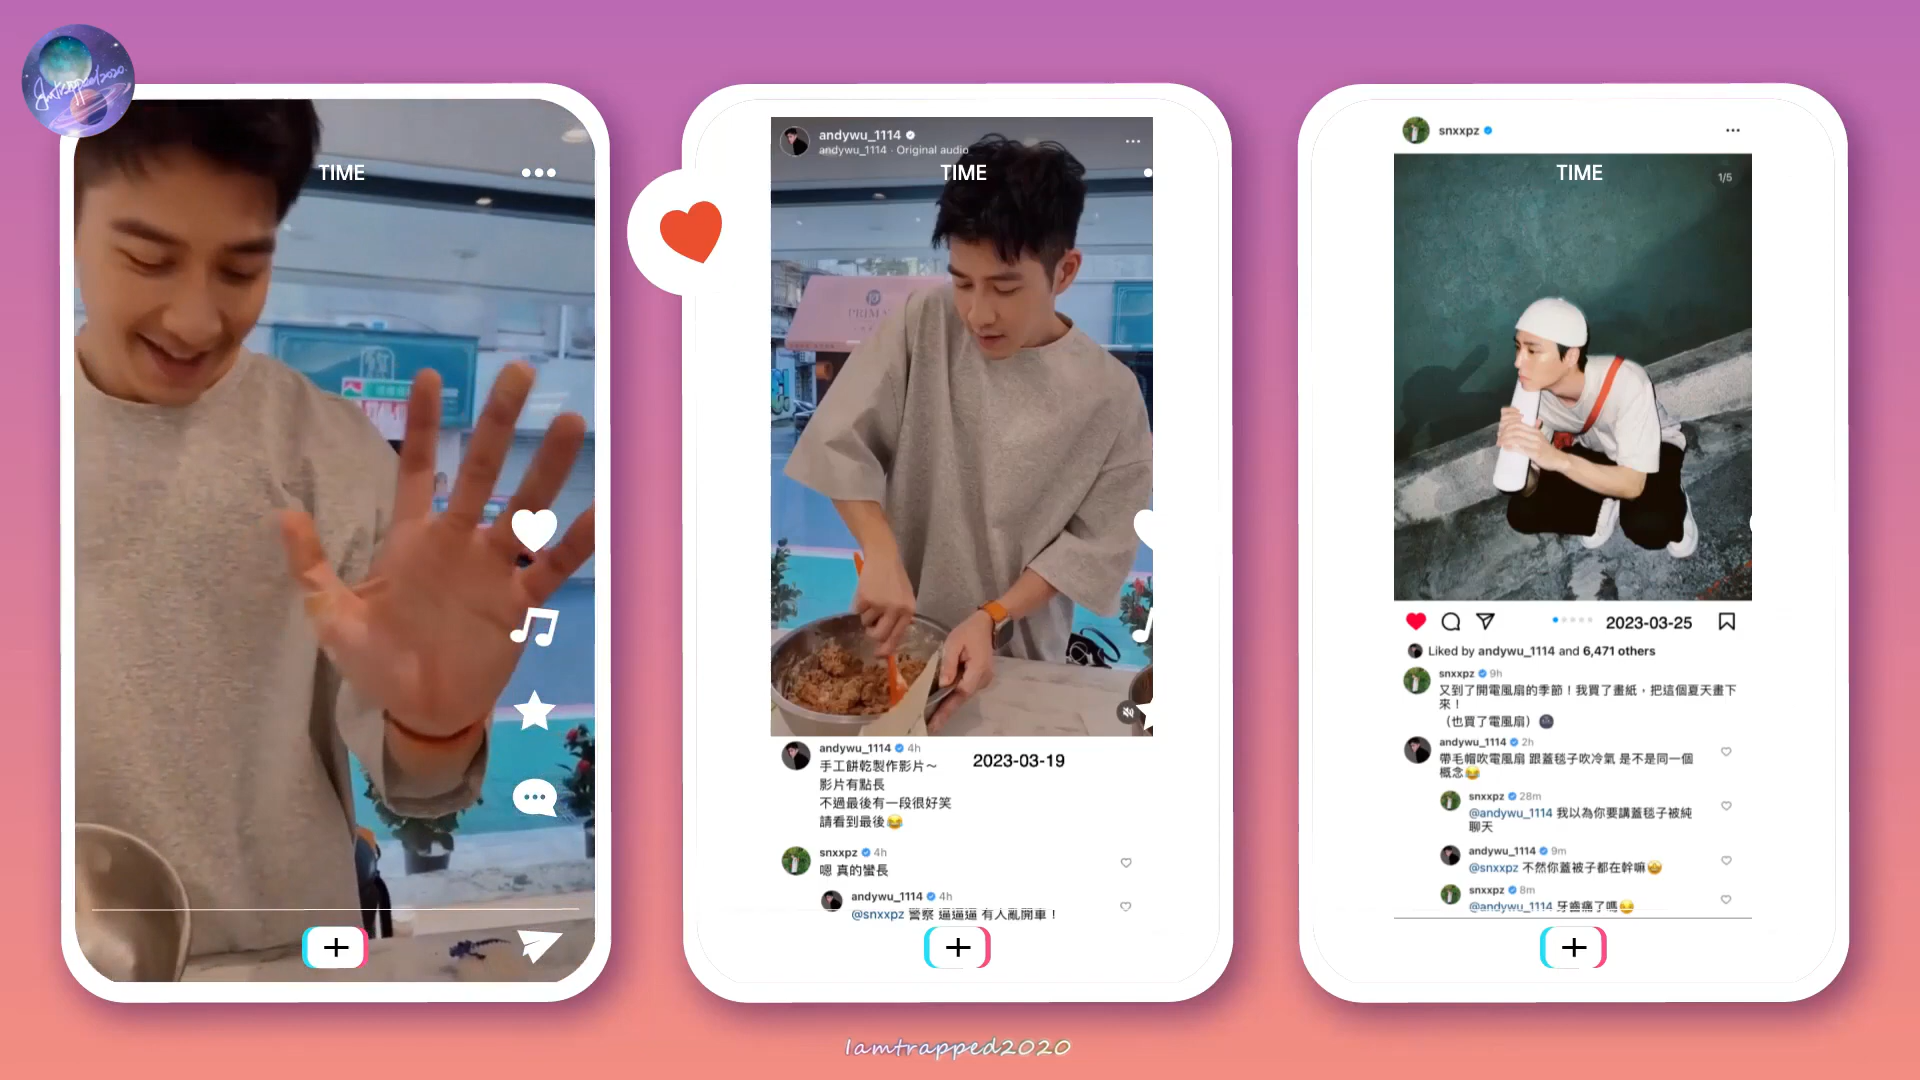 Iamtrapped2020
TIME
andywu_1114
andywu_1114 · Original audio
TIME
PRIMA
andywu_1114 4h
手工餅乾製作影片～
影片有點長
不過最後有一段很好笑
請看到最後😂
2023-03-19
snxxpz 4h
嗯 真的蠻長
andywu_1114 4h
@snxxpz 警察 逼逼逼 有人亂開車！
snxxpz
TIME
1/5
2023-03-25
Liked by andywu_1114 and 6,471 others
snxxpz 9h
又到了開電風扇的季節！我買了畫紙，把這個夏天畫下
來！
（也買了電風扇）🌚
andywu_1114 2h
帶毛帽吹電風扇 跟蓋毯子吹冷氣 是不是同一個
概念😂
snxxpz 28m
@andywu_1114 我以為你要講蓋毯子被純
聊天
andywu_1114 9m
@snxxpz 不然你蓋被子都在幹嘛🤩
snxxpz 8m
@andywu_1114 牙齒痛了嗎😂
Iamtrapped2020